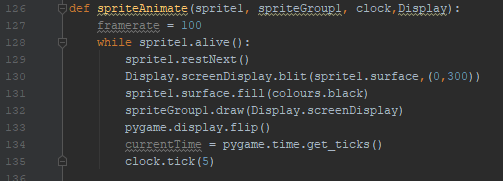 126 def spriteAnimate(sprite1, spriteGroup1, clock,Display):
127 framerate = 100
128 while sprite1.alive():
129 sprite1.restNext()
130 Display.screenDisplay.blit(sprite1.surface,(0,300))
131 sprite1.surface.fill(colours.black)
132 spriteGroup1.draw(Display.screenDisplay)
133 pygame.display.flip()
134 currentTime = pygame.time.get_ticks()
135 clock.tick(5)
136